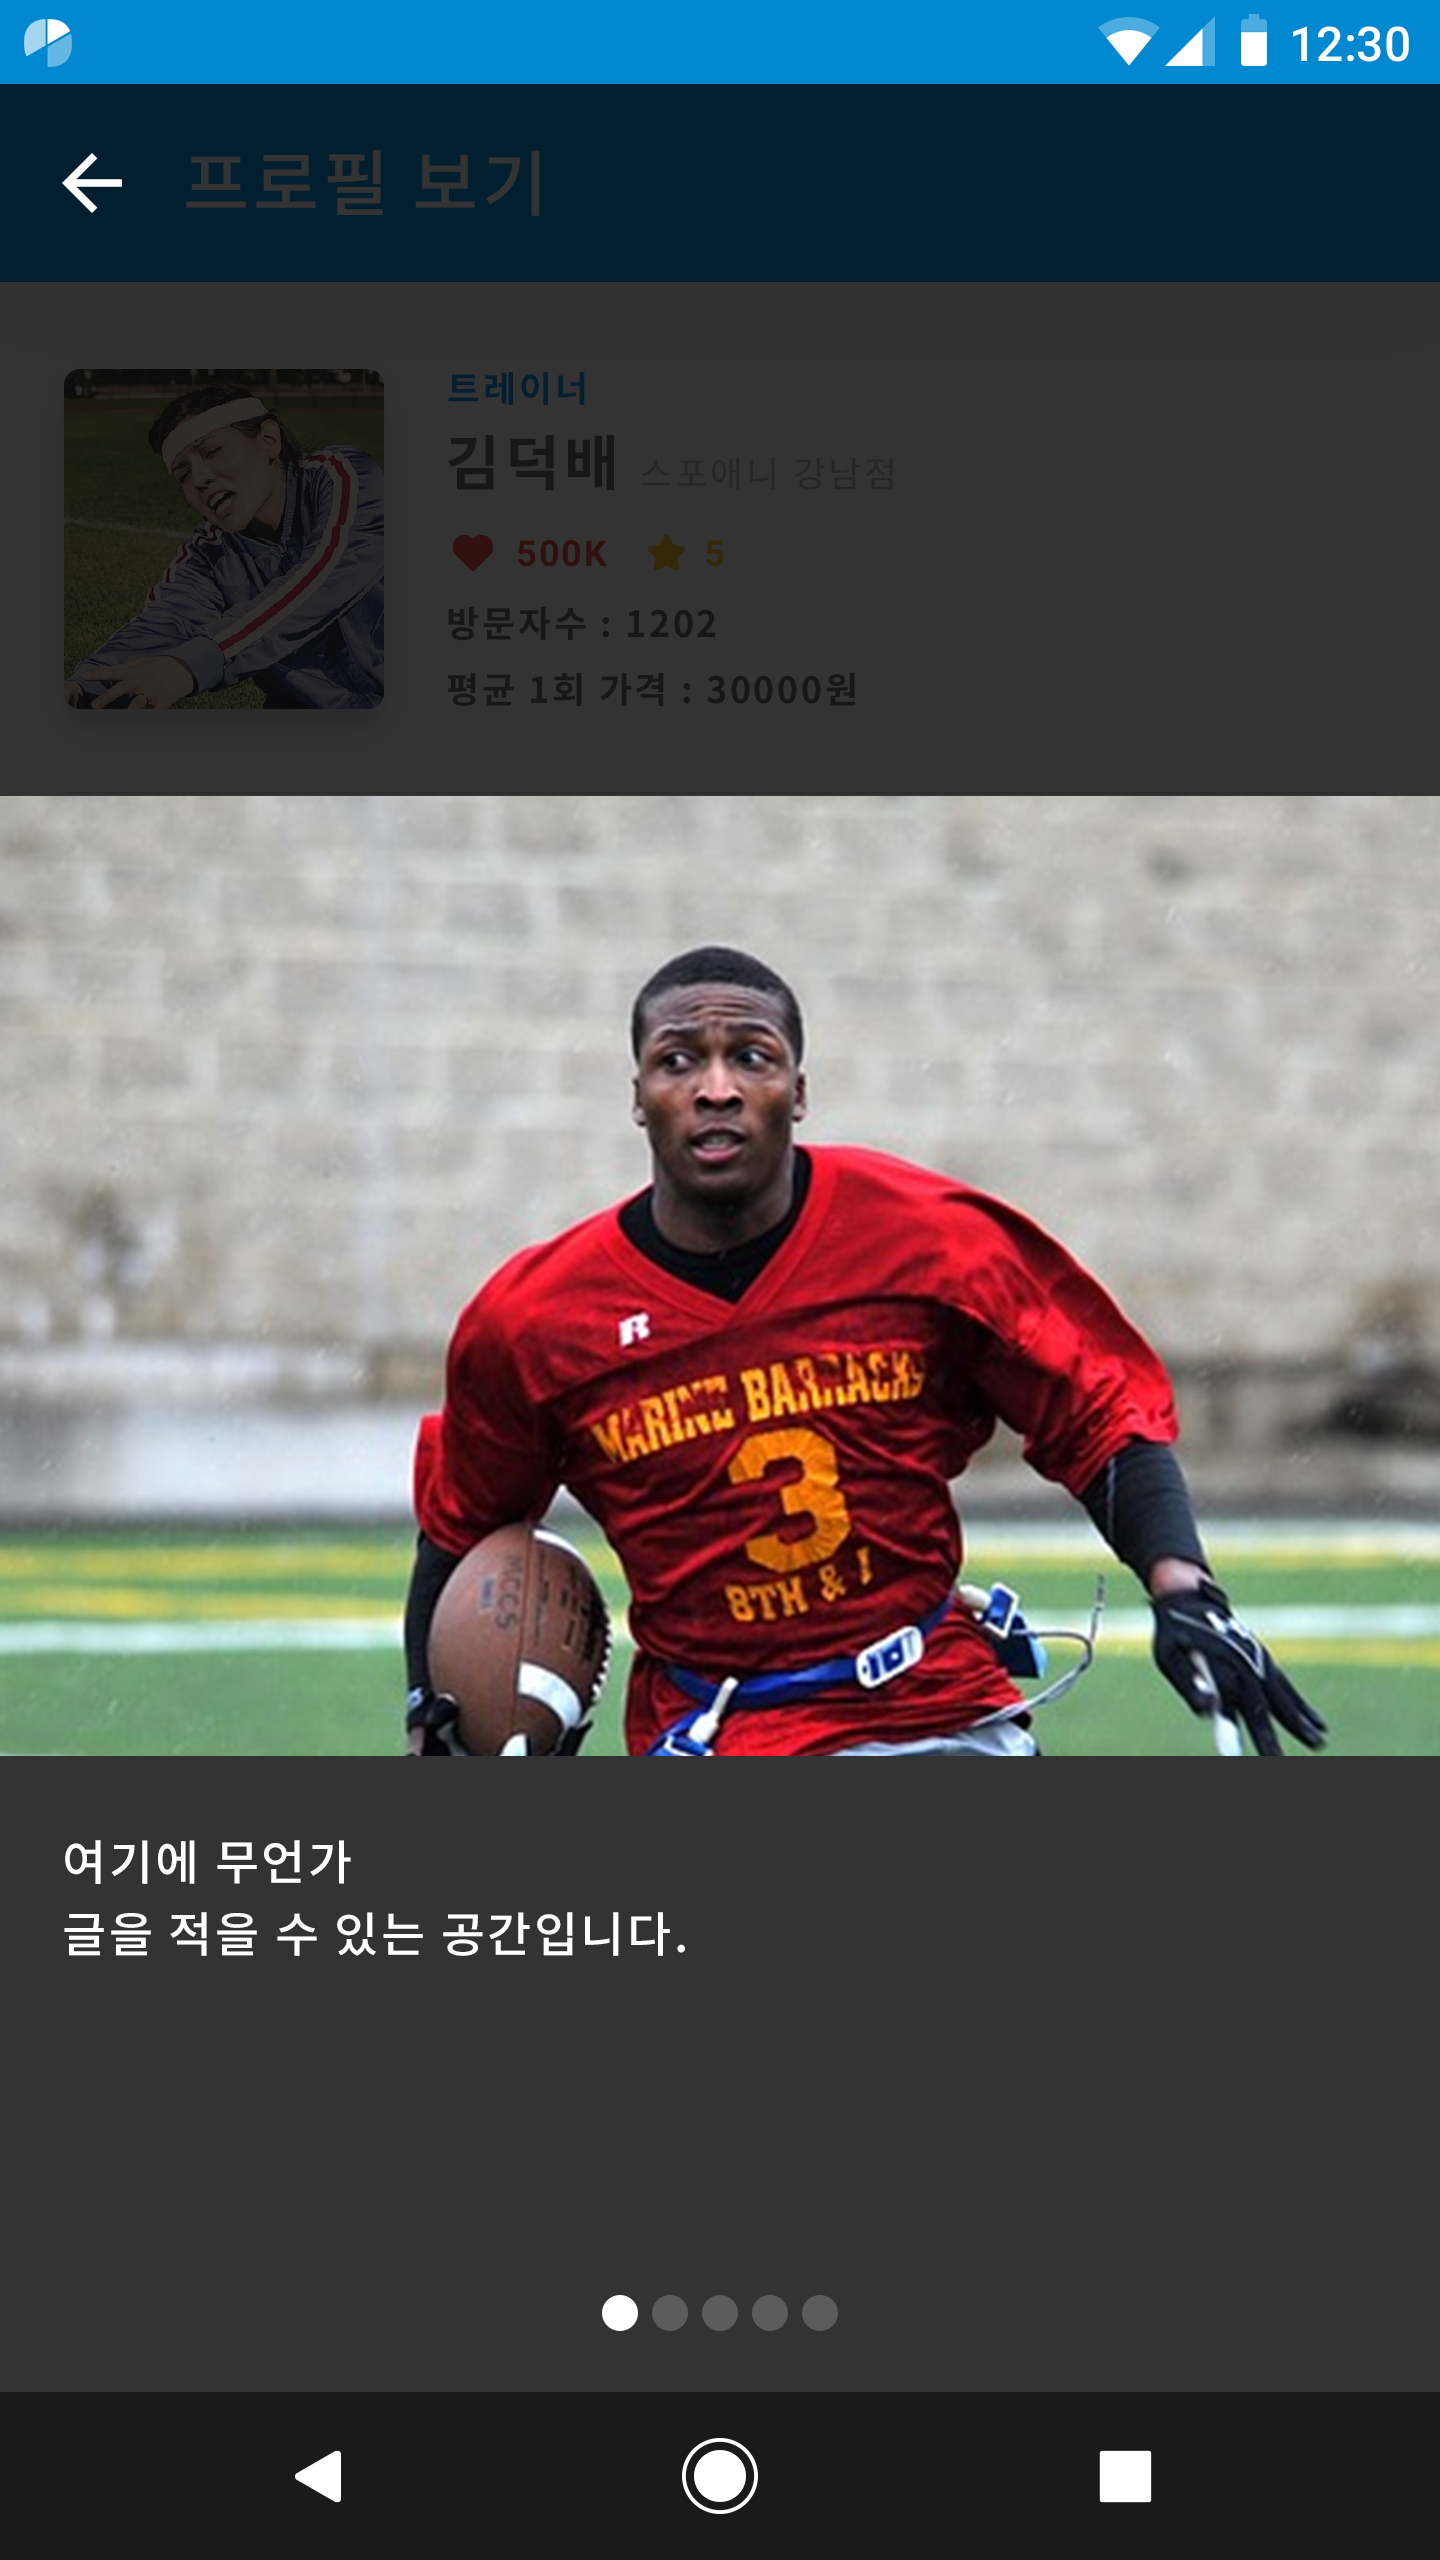 12:30
프로필 보기
트레이너
김덕배 스포애니 강남점
500K 5
방문자수 : 1202
평균 1회 가격 : 30000원
MARINE BARRACKS
3
8TH & I
MCCS
여기에 무언가
글을 적을 수 있는 공간입니다.